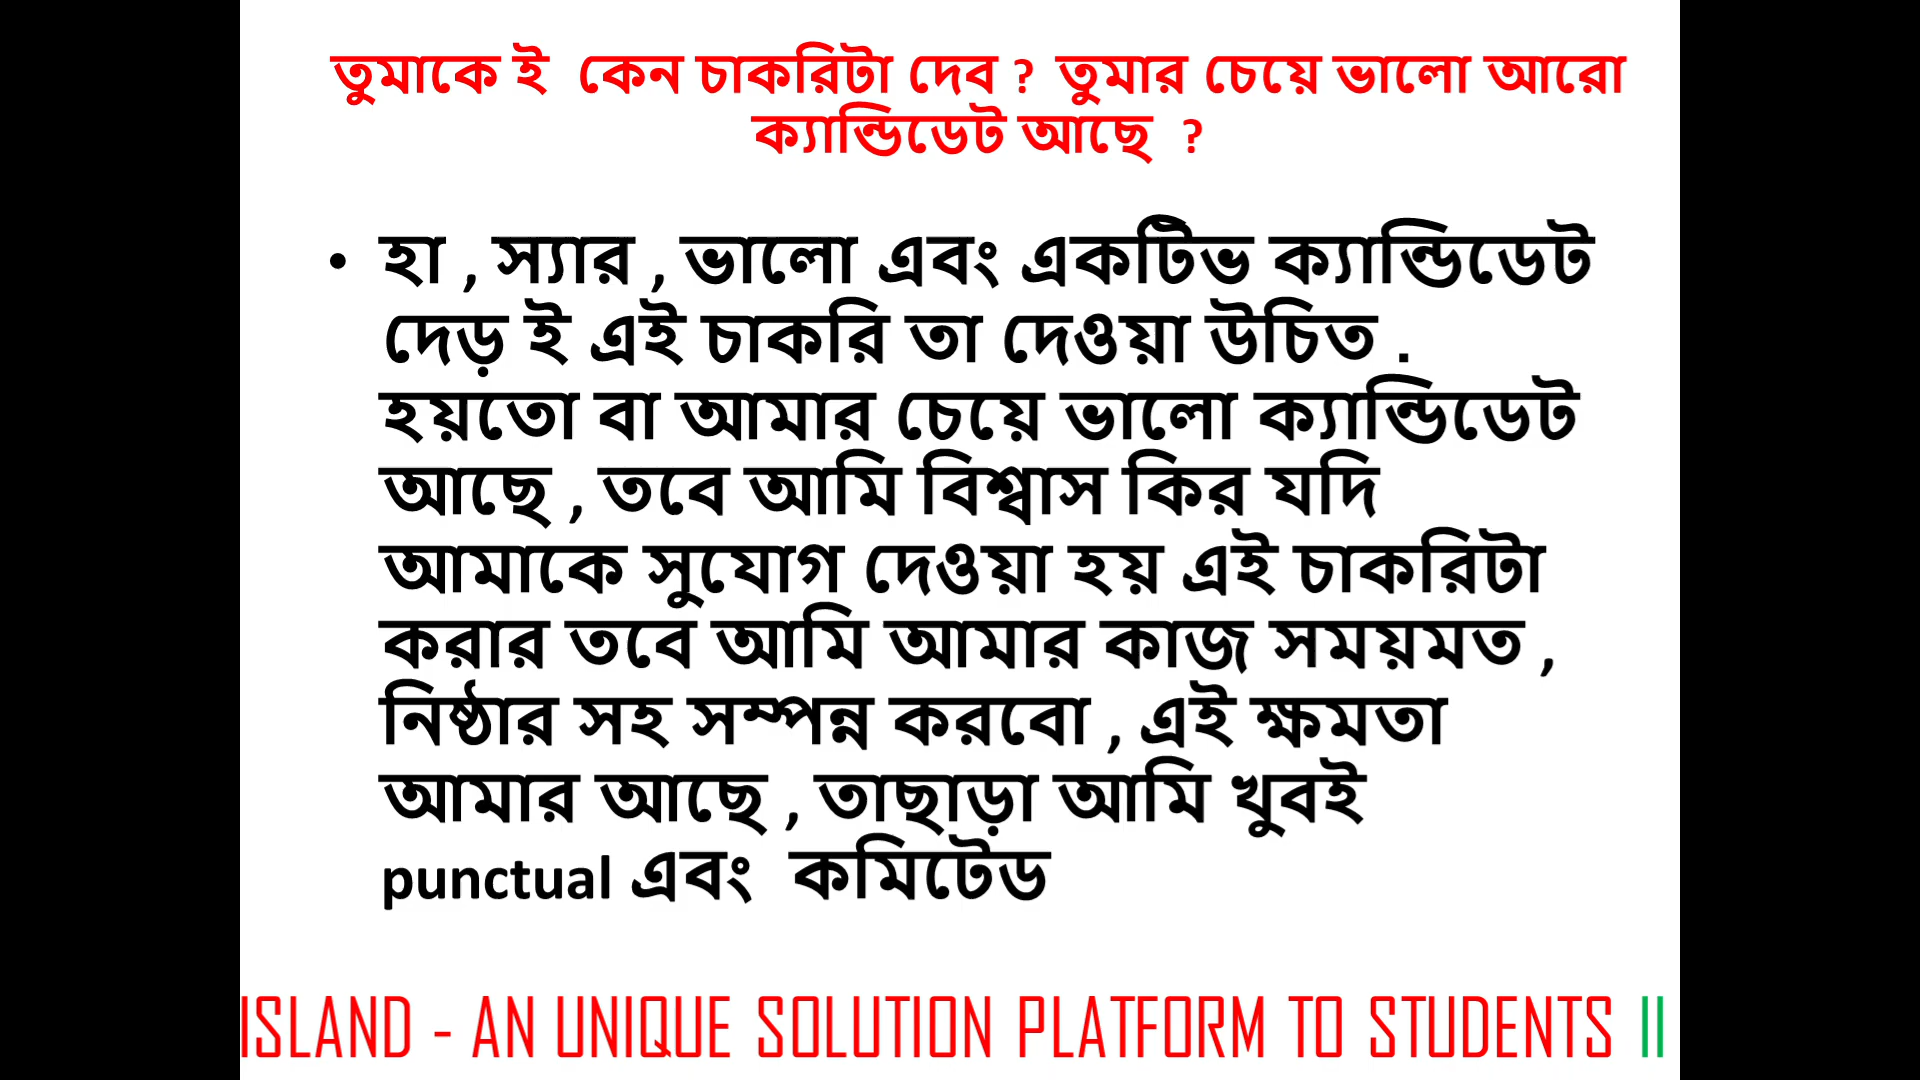 তুমাকে ই কেন চাকরিটা দেব ? তুমার চেয়ে ভালো আরো
ক্যান্ডিডেট আছে ?
• হা , স্যার , ভালো এবং একটিভ ক্যান্ডিডেট
দেড় ই এই চাকরি তা দেওয়া উচিত .
হয়তো বা আমার চেয়ে ভালো ক্যান্ডিডেট
আছে , তবে আমি বিশ্বাস কির যদি
আমাকে সুযোগ দেওয়া হয় এই চাকরিটা
করার তবে আমি আমার কাজ সময়মত ,
নিষ্ঠার সহ সম্পন্ন করবো , এই ক্ষমতা
আমার আছে , তাছাড়া আমি খুবই
punctual এবং কমিটেড
ISLAND - AN UNIQUE SOLUTION PLATFORM TO STUDENTS ||